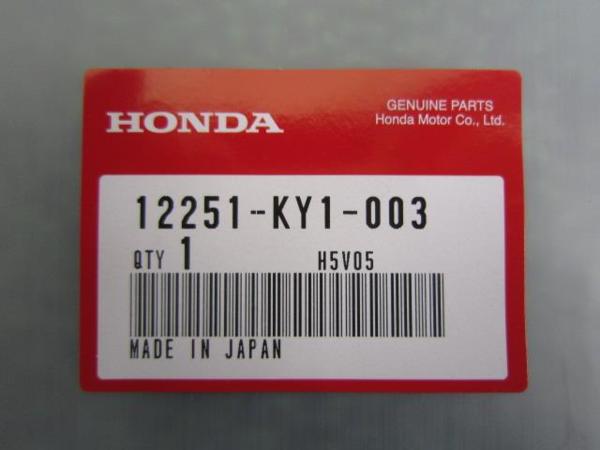 HONDA
GENUINE PARTS
Honda Motor Co., Ltd.
12251-KY1-003
QTY 1 H5V05
MADE IN JAPAN